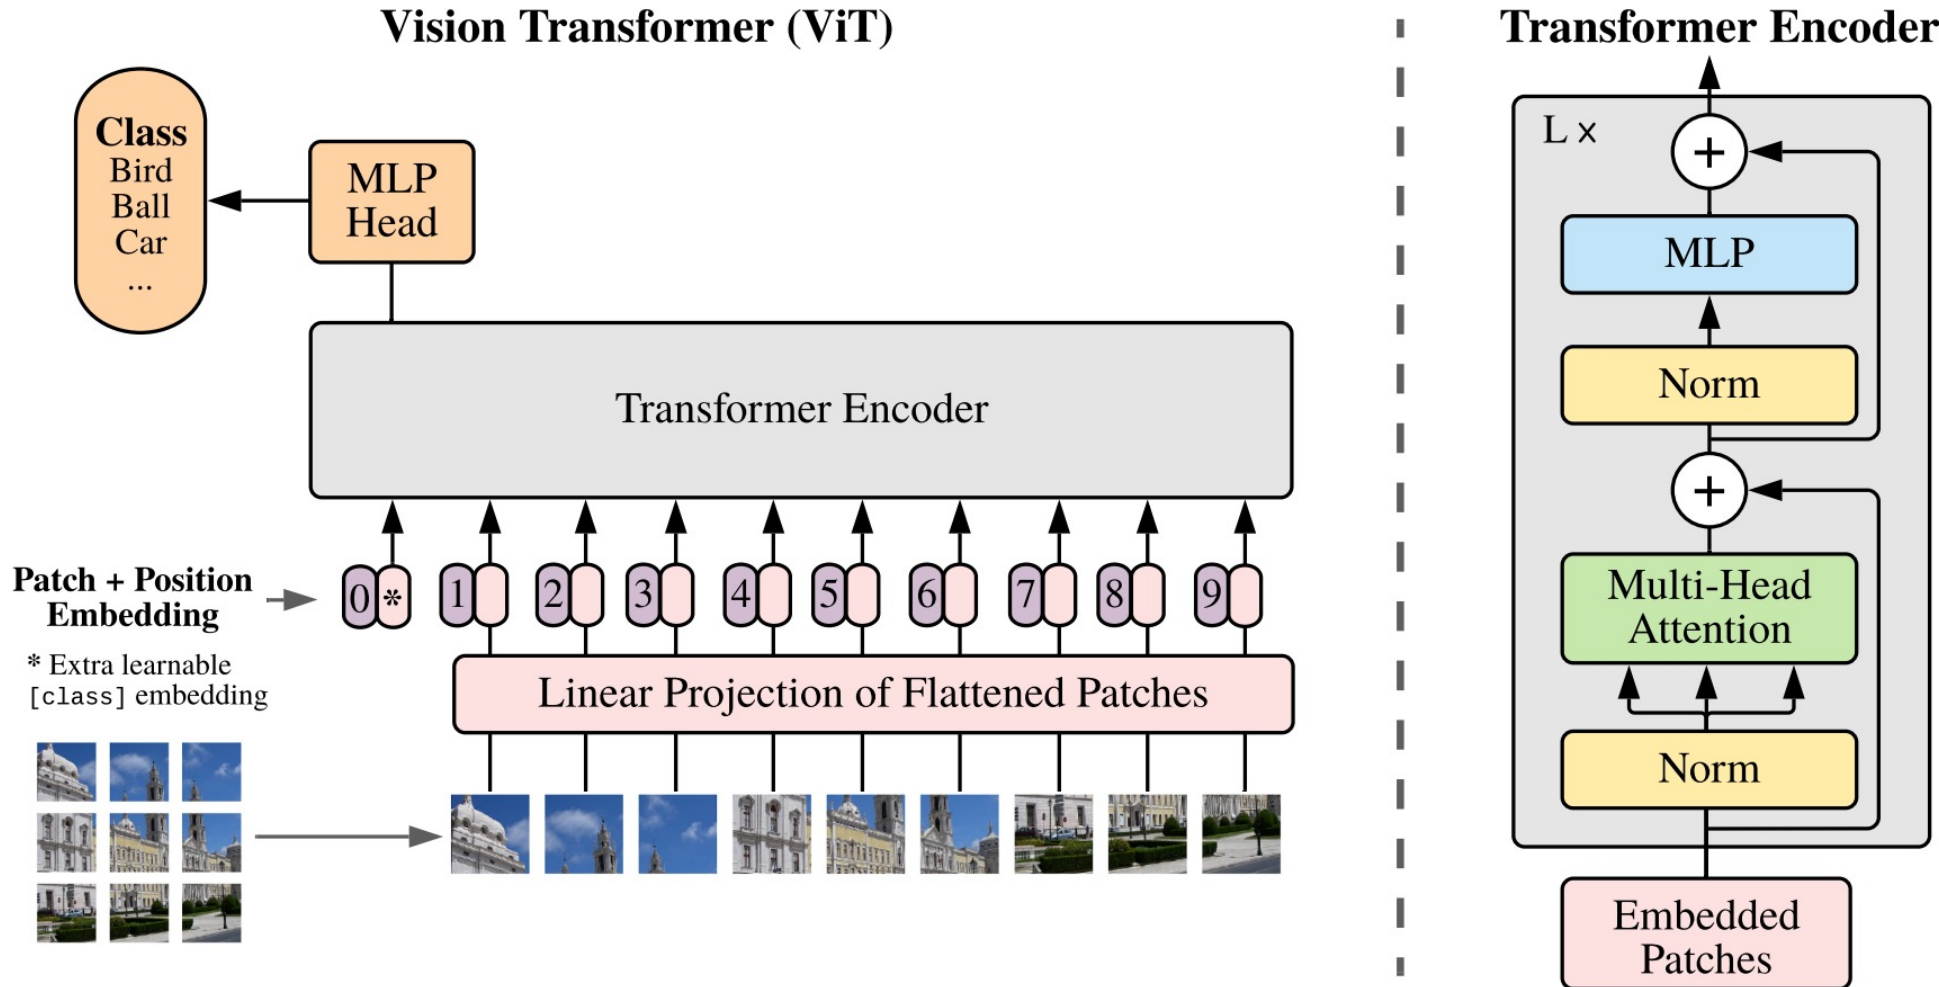 Vision Transformer (ViT)
Class
Bird
Ball
Car
...
MLP
Head
Transformer Encoder
Patch + Position
Embedding
0 * 1 2 3 4 5 6 7 8 9
* Extra learnable
[class] embedding
Linear Projection of Flattened Patches
Transformer Encoder
L ×
+
MLP
Norm
+
Multi-Head
Attention
Norm
Embedded
Patches